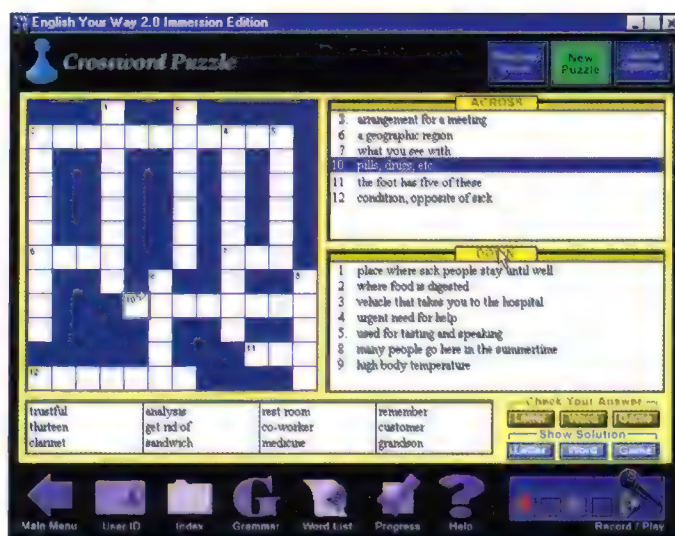 English Your Way 2.0 Immersion Edition
Crossword Puzzle
New
Puzzle
ACROSS
3. arrangement for a meeting
6 a geographic region
7 what you see with
10 pills, drugs, etc
11 the foot has five of these
12 condition, opposite of sick
DOWN
1 place where sick people stay until well
2 where food is digested
3 vehicle that takes you to the hospital
4 urgent need for help
5. used for tasting and speaking
8 many people go here in the summertime
9 high body temperature
trustful analysis rest room remember
thirteen get rid of co-worker customer
clarinet sandwich medicine grandson
Check Your Answer
Letter Word Game
Show Solution
Letter Word Game
Main Menu User ID Index Grammar Word List Progress Help Record / Play